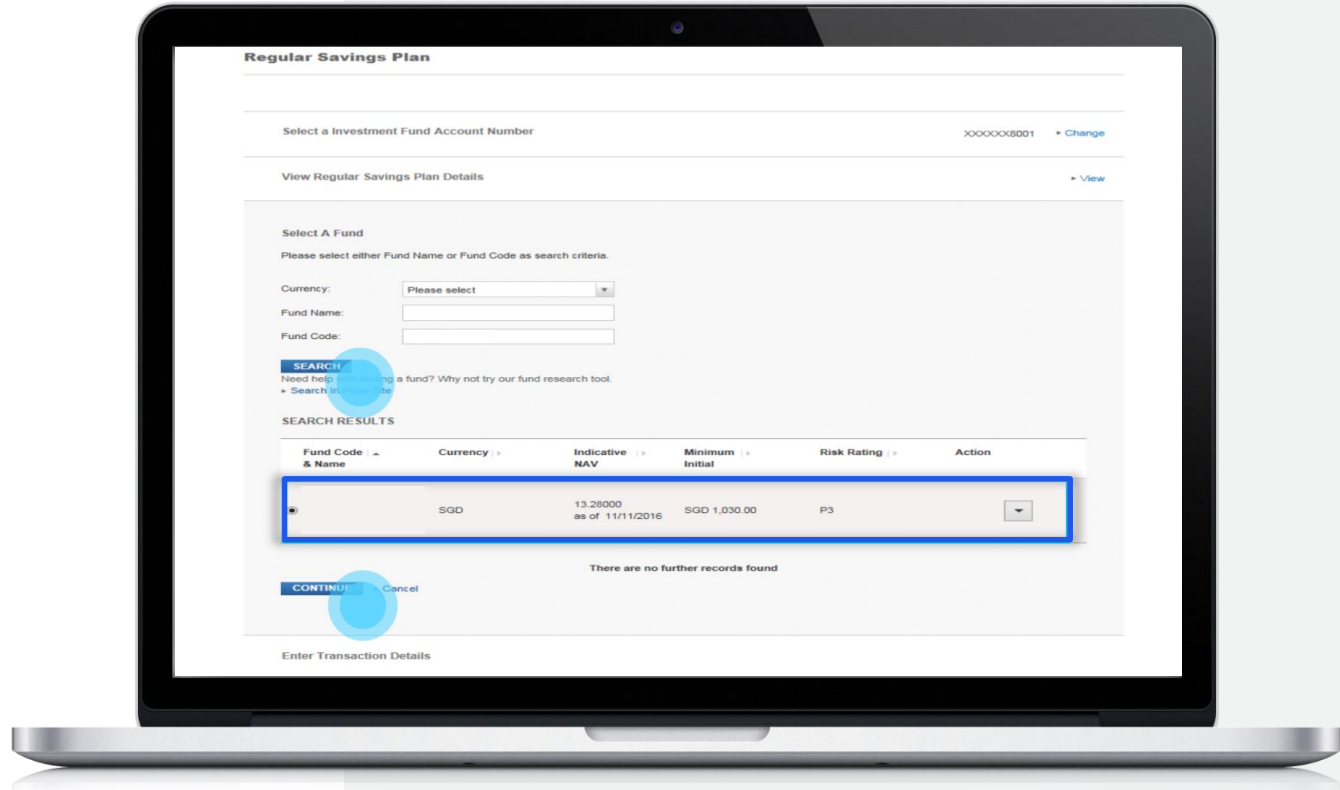 Regular Savings Plan
Select a Investment Fund Account Number
XXXXXX8001 Change
View Regular Savings Plan Details
View
Select A Fund
Please select either Fund Name or Fund Code as search criteria.
Currency: Please select
Fund Name:
Fund Code:
SEARCH
Need help a fund? Why not try our fund research tool.
Search In
SEARCH RESULTS
Fund Code & Name Currency Indicative NAV Minimum Initial Risk Rating Action
SGD 13.28000 as of 11/11/2016 SGD 1,030.00 P3
There are no further records found
CONTINUE Cancel
Enter Transaction Details